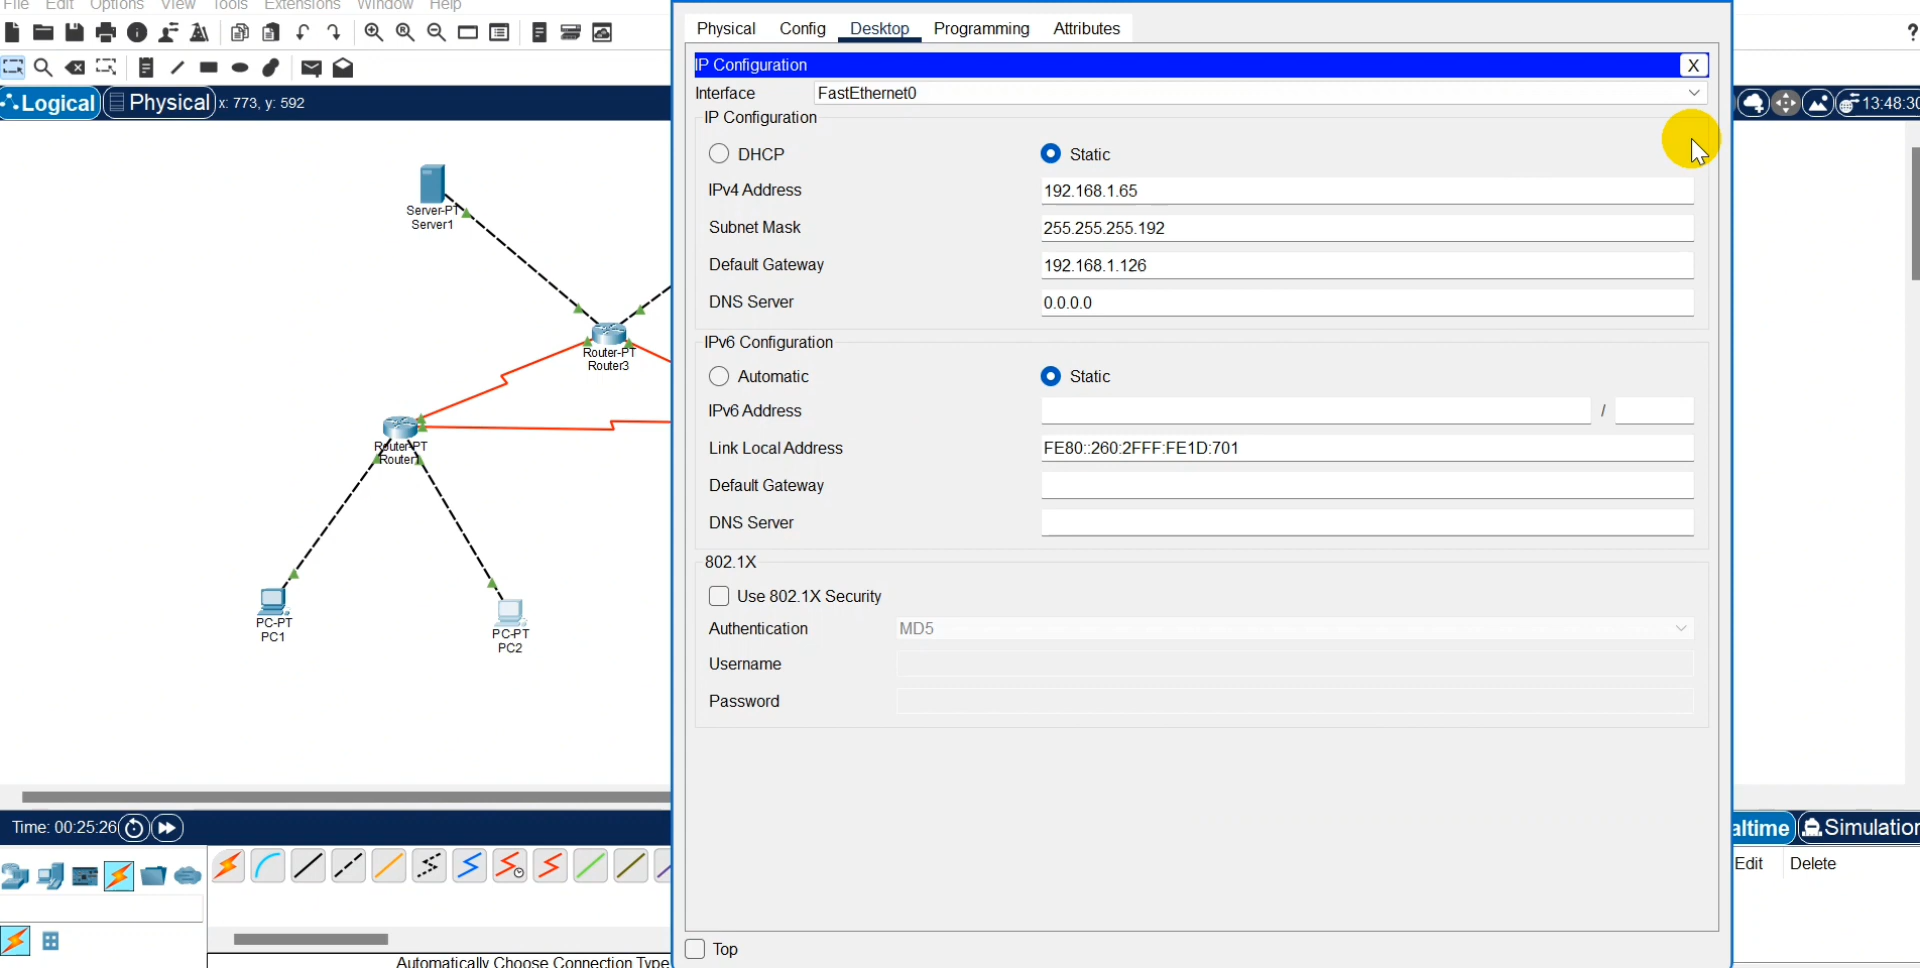 File Edit Options View Tools Extensions Window Help
?
Logical Physical x: 773, y: 592
13:48:30
Server-PT
Server1
Router-PT
Router3
Router-PT
Router1
PC-PT
PC1
PC-PT
PC2
Physical Config Desktop Programming Attributes
IP Configuration X
Interface FastEthernet0
IP Configuration
DHCP Static
IPv4 Address 192.168.1.65
Subnet Mask 255.255.255.192
Default Gateway 192.168.1.126
DNS Server 0.0.0.0
IPv6 Configuration
Automatic Static
IPv6 Address /
Link Local Address FE80::260:2FFF:FE1D:701
Default Gateway
DNS Server
802.1X
Use 802.1X Security
Authentication MD5
Username
Password
Top
Time: 00:25:26
altime Simulation
Edit Delete
Automatically Choose Connection Type